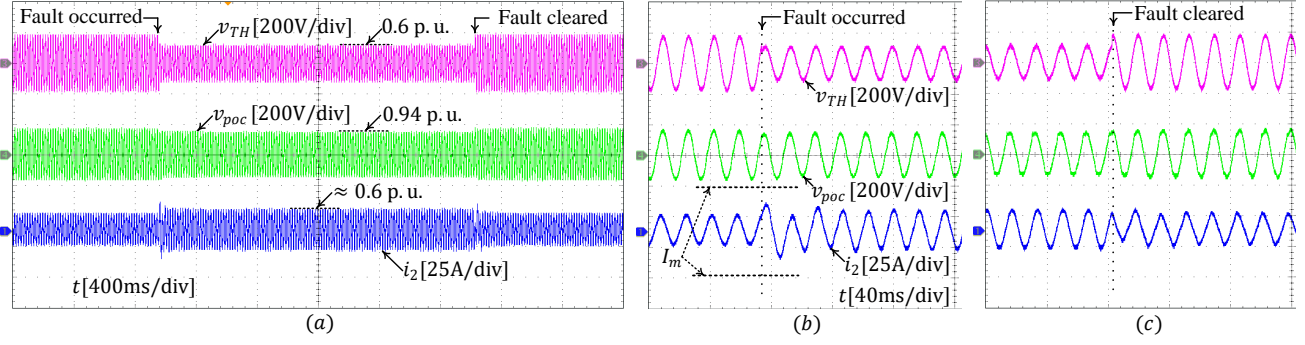 Fault occurred
Fault cleared
v_TH [200V/div]
0.6 p. u.
v_poc [200V/div]
0.94 p. u.
≈ 0.6 p. u.
i_2 [25A/div]
t[400ms/div]
(a)
Fault occurred
v_TH [200V/div]
v_poc [200V/div]
I_m
i_2 [25A/div]
t[40ms/div]
(b)
Fault cleared
(c)